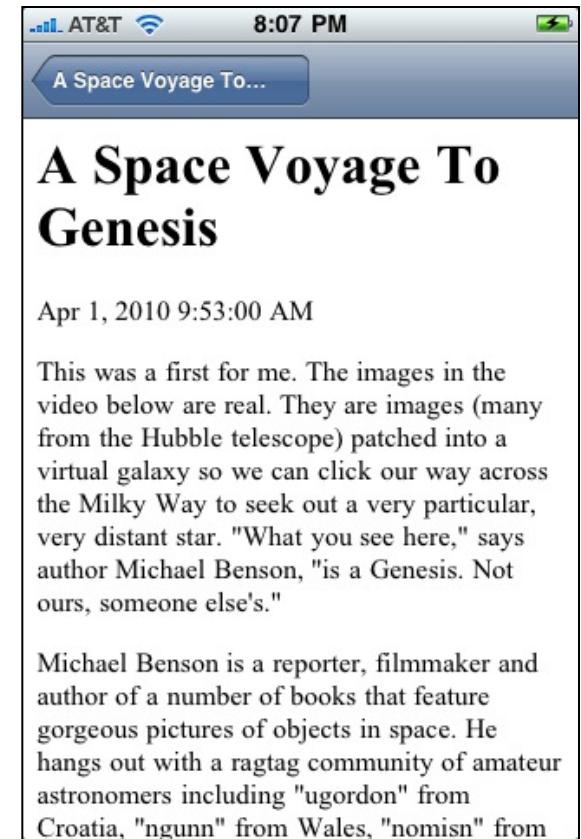 AT&T 8:07 PM
A Space Voyage To...
A Space Voyage To
Genesis
Apr 1, 2010 9:53:00 AM
This was a first for me. The images in the
video below are real. They are images (many
from the Hubble telescope) patched into a
virtual galaxy so we can click our way across
the Milky Way to seek out a very particular,
very distant star. "What you see here," says
author Michael Benson, "is a Genesis. Not
ours, someone else's."
Michael Benson is a reporter, filmmaker and
author of a number of books that feature
gorgeous pictures of objects in space. He
hangs out with a ragtag community of amateur
astronomers including "ugordon" from
Croatia, "ngunn" from Wales, "nomisn" from